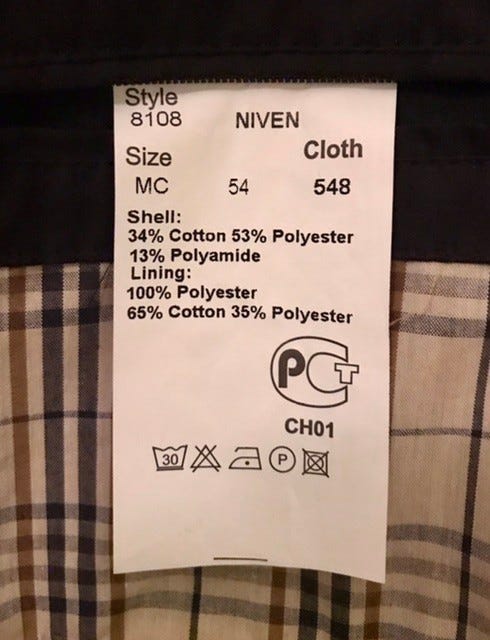 Style
8108 NIVEN
Size Cloth
MC 54 548
Shell:
34% Cotton 53% Polyester
13% Polyamide
Lining:
100% Polyester
65% Cotton 35% Polyester
РСТ
CH01
30 P